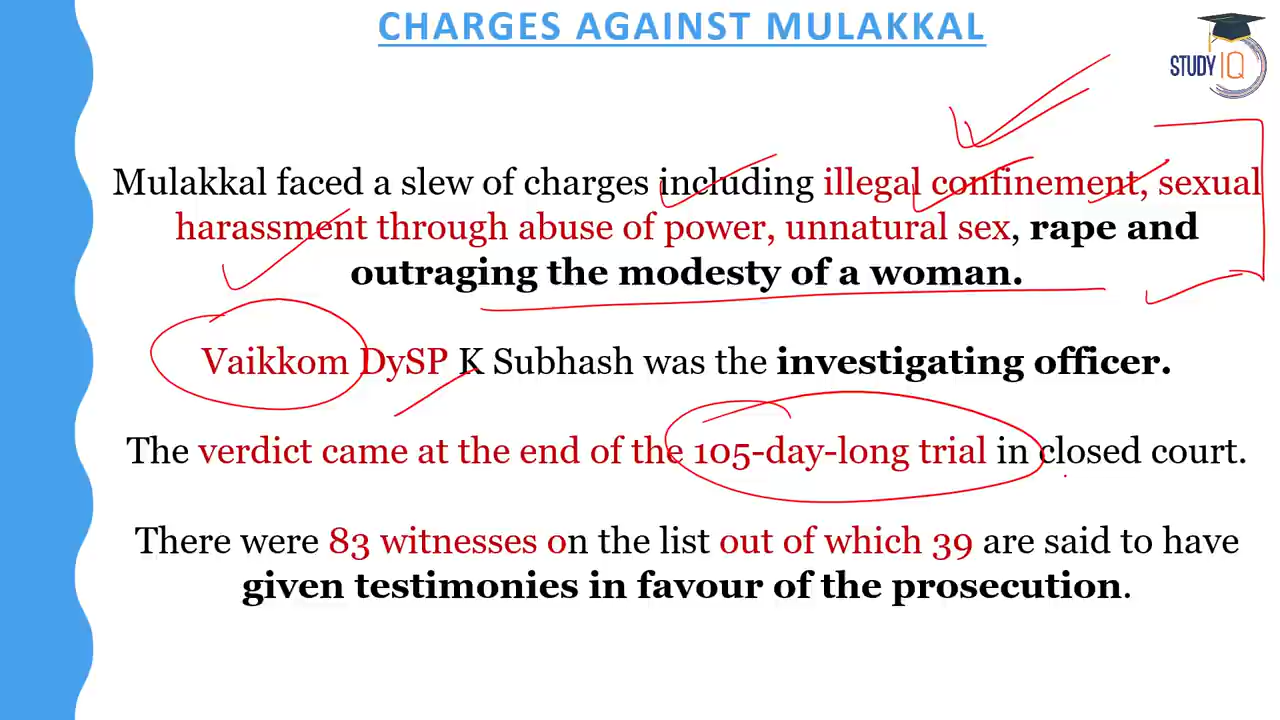 CHARGES AGAINST MULAKKAL
STUDY IQ
Mulakkal faced a slew of charges including illegal confinement, sexual
harassment through abuse of power, unnatural sex, rape and
outraging the modesty of a woman.
Vaikkom DySP K Subhash was the investigating officer.
The verdict came at the end of the 105-day-long trial in closed court.
There were 83 witnesses on the list out of which 39 are said to have
given testimonies in favour of the prosecution.